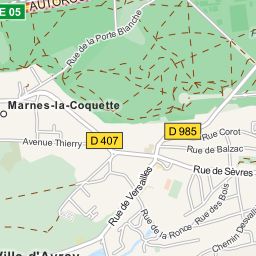 E 05
AUTOROU
Rue de la Porte Blanche
Marnes-la-Coquette
D 985
Rue Corot
Avenue Thierry
D 407
Rue de Balzac
Rue de Sèvres
Rue de Versailles
Rue de la Ronce
Rue des Bois
Chemin Desvallières
Ville-d'Avray